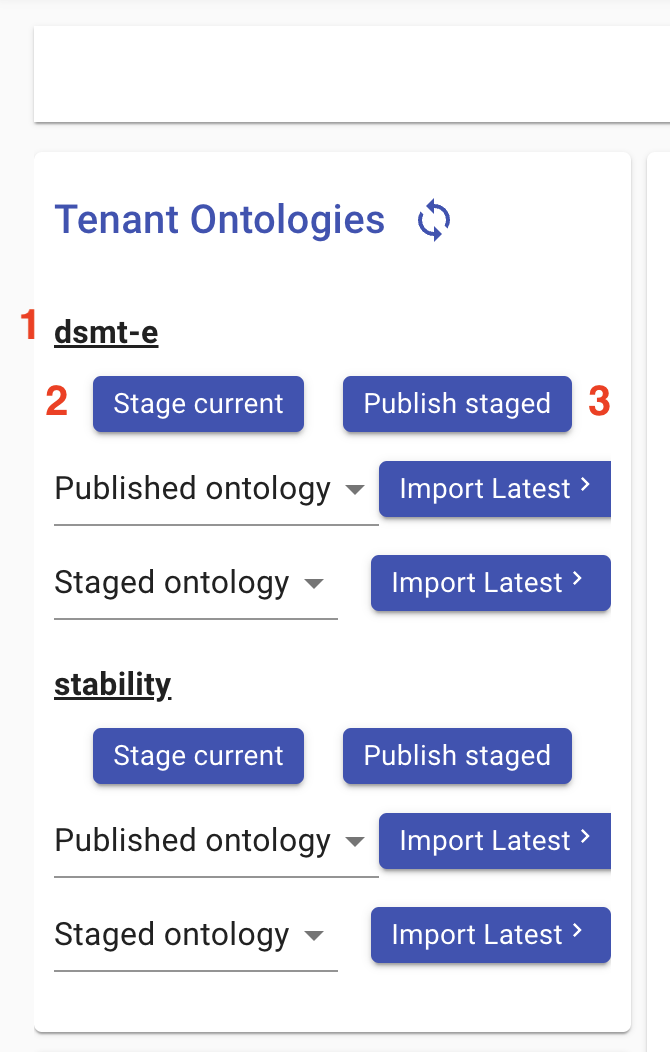 Tenant Ontologies
1 dsmt-e
2 Stage current Publish staged 3
Published ontology Import Latest
Staged ontology Import Latest
stability
Stage current Publish staged
Published ontology Import Latest
Staged ontology Import Latest